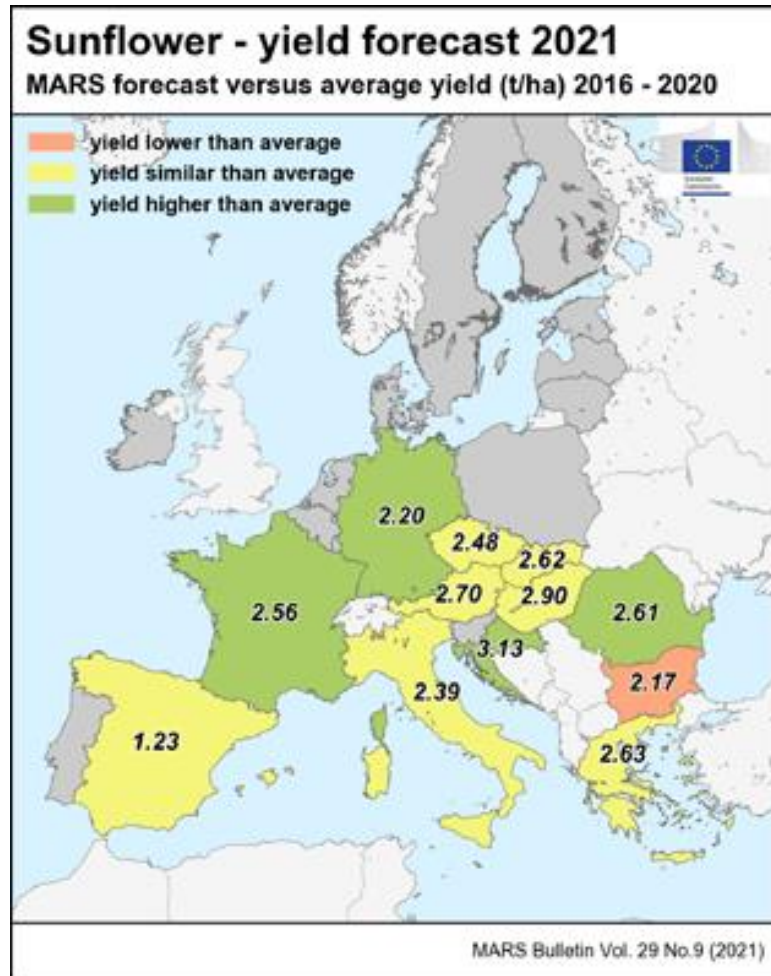 Sunflower - yield forecast 2021
MARS forecast versus average yield (t/ha) 2016 - 2020
yield lower than average
yield similar than average
yield higher than average
European
Commission
2.20
2.48
2.62
2.56
2.70
2.90
2.61
3.13
2.17
2.39
1.23
2.63
MARS Bulletin Vol. 29 No.9 (2021)